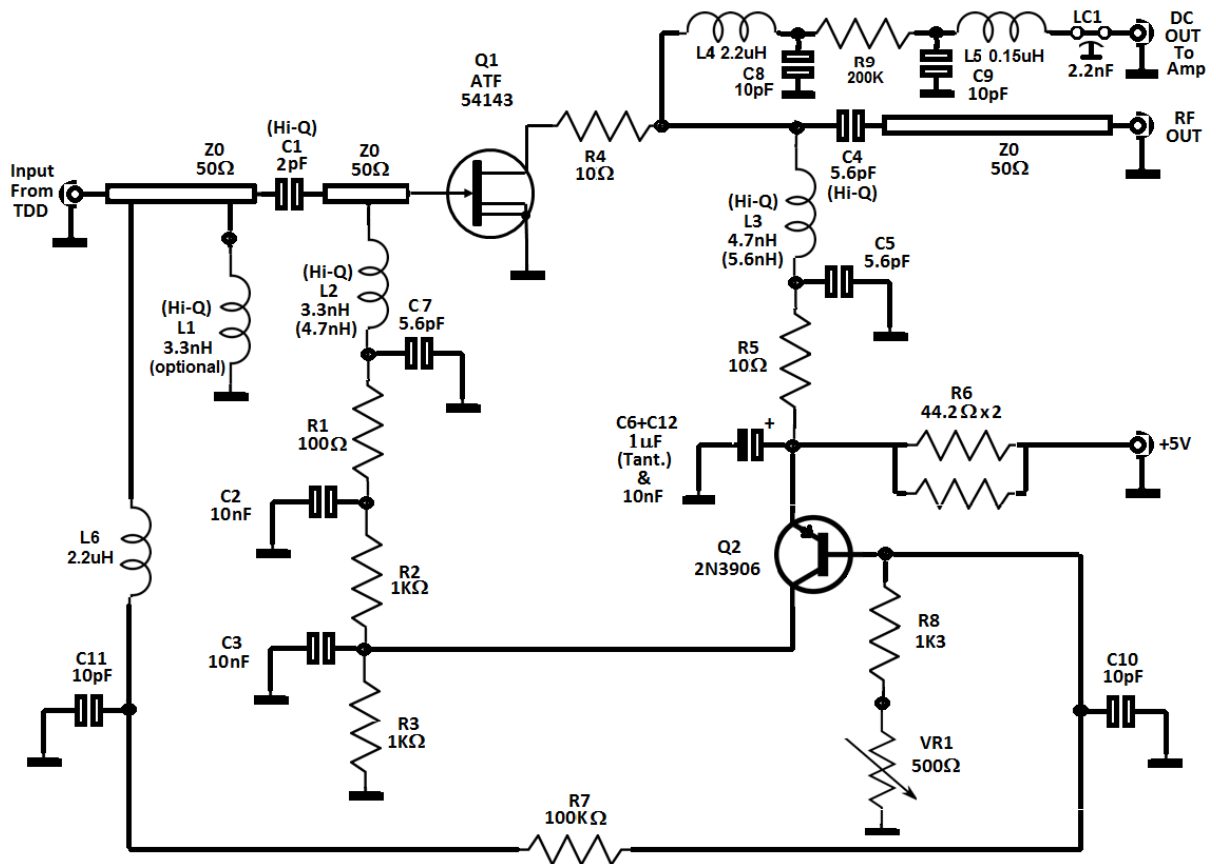 L4 2.2uH
C8
10pF
R9
200K
L5 0.15uH
C9
10pF
LC1
2.2nF
DC
OUT
To
Amp
Q1
ATF
54143
Input
From
TDD
Z0
50Ω
(Hi-Q)
C1
2pF
Z0
50Ω
R4
10Ω
C4
5.6pF
(Hi-Q)
Z0
50Ω
RF
OUT
(Hi-Q)
L1
3.3nH
(optional)
(Hi-Q)
L2
3.3nH
(4.7nH)
C7
5.6pF
(Hi-Q)
L3
4.7nH
(5.6nH)
C5
5.6pF
R1
100Ω
R5
10Ω
R6
44.2Ω x 2
C6+C12
1uF
(Tant.)
&
10nF
+
+5V
C2
10nF
L6
2.2uH
R2
1KΩ
Q2
2N3906
C3
10nF
R8
1K3
C11
10pF
R3
1KΩ
VR1
500Ω
C10
10pF
R7
100KΩ